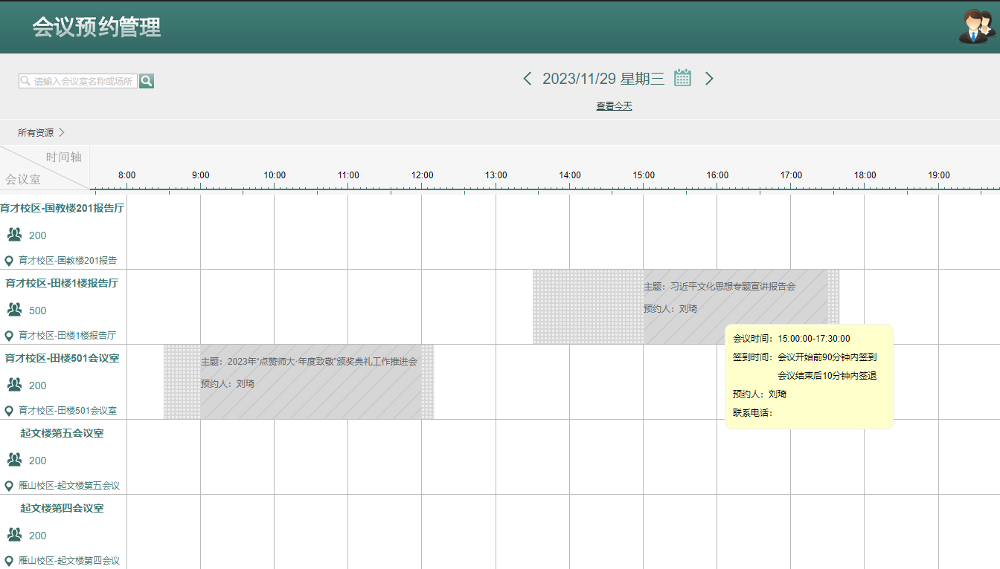 会议预约管理
请输入会议室名称或场所
2023/11/29 星期三
查看今天
所有资源
时间轴
会议室
8:00 9:00 10:00 11:00 12:00 13:00 14:00 15:00 16:00 17:00 18:00 19:00
育才校区-国教楼201报告厅
200
育才校区-国教楼201报告
育才校区-田楼1楼报告厅
500
育才校区-田楼1楼报告厅
主题：习近平文化思想专题宣讲报告会
预约人：刘琦
会议时间：15:00:00-17:30:00
签到时间：会议开始前90分钟内签到
会议结束后10分钟内签退
预约人：刘琦
联系电话：
育才校区-田楼501会议室
200
育才校区-田楼501会议室
主题：2023年“点赞师大·年度致敬”颁奖典礼工作推进会
预约人：刘琦
起文楼第五会议室
200
雁山校区-起文楼第五会议
起文楼第四会议室
200
雁山校区-起文楼第四会议